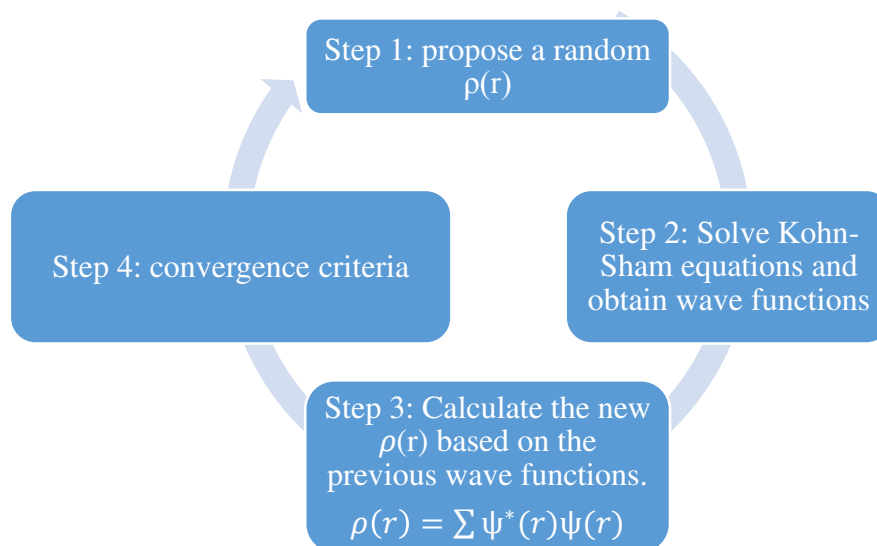 Step 1: propose a random
ρ(r)
Step 2: Solve Kohn-
Sham equations and
obtain wave functions
Step 3: Calculate the new
𝜌(r) based on the
previous wave functions.
𝜌(𝑟) = ∑ ψ*(𝑟)ψ(𝑟)
Step 4: convergence criteria